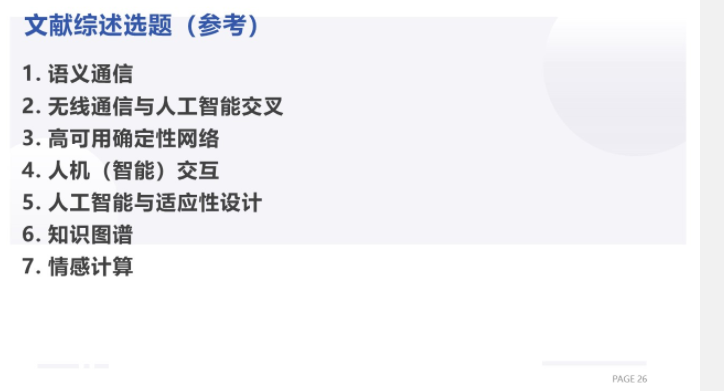 文献综述选题（参考）
1. 语义通信
2. 无线通信与人工智能交叉
3. 高可用确定性网络
4. 人机（智能）交互
5. 人工智能与适应性设计
6. 知识图谱
7. 情感计算
PAGE 26